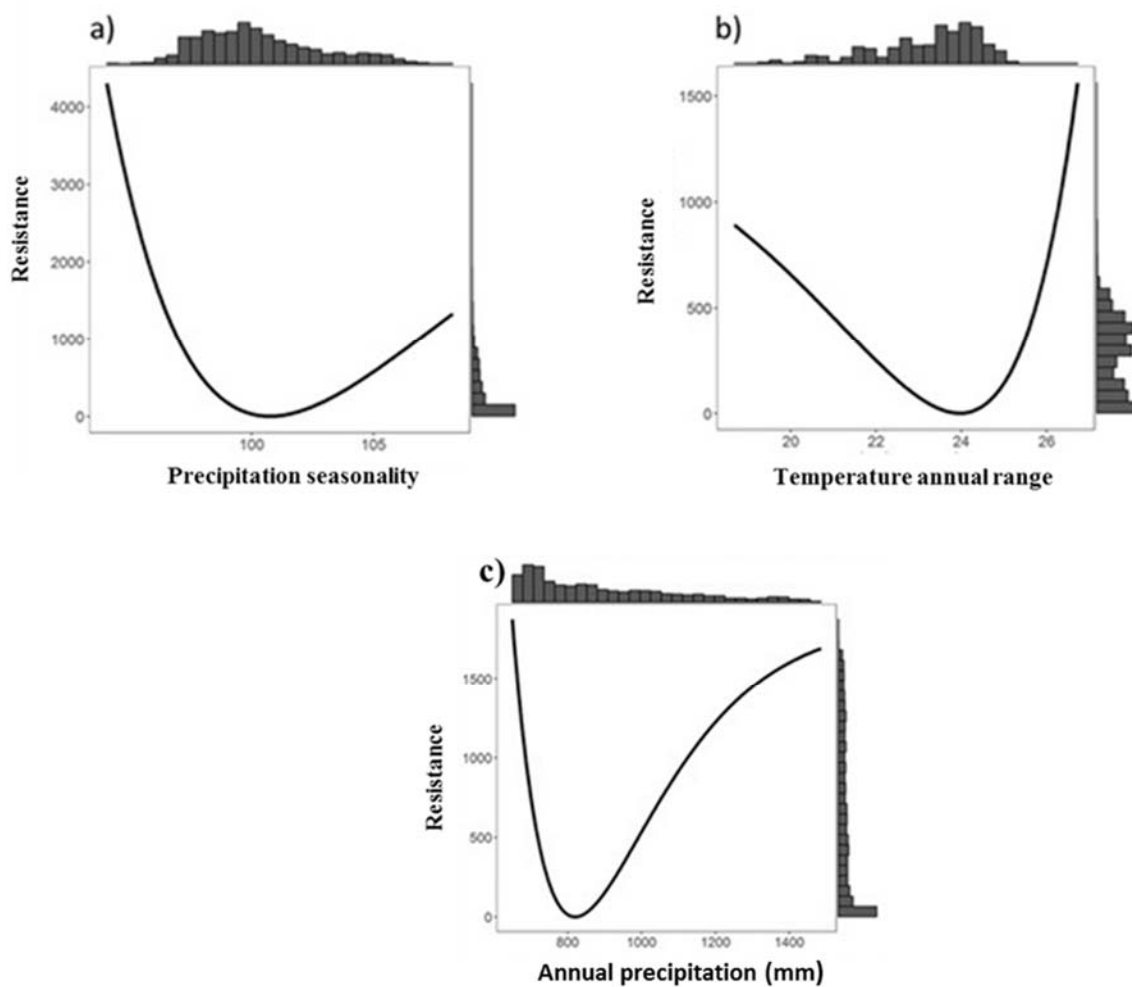 a)
4000
3000
2000
1000
0
Resistance
100
105
Precipitation seasonality
b)
1500
1000
500
0
Resistance
20
22
24
26
Temperature annual range
c)
1500
1000
500
0
Resistance
800
1000
1200
1400
Annual precipitation (mm)